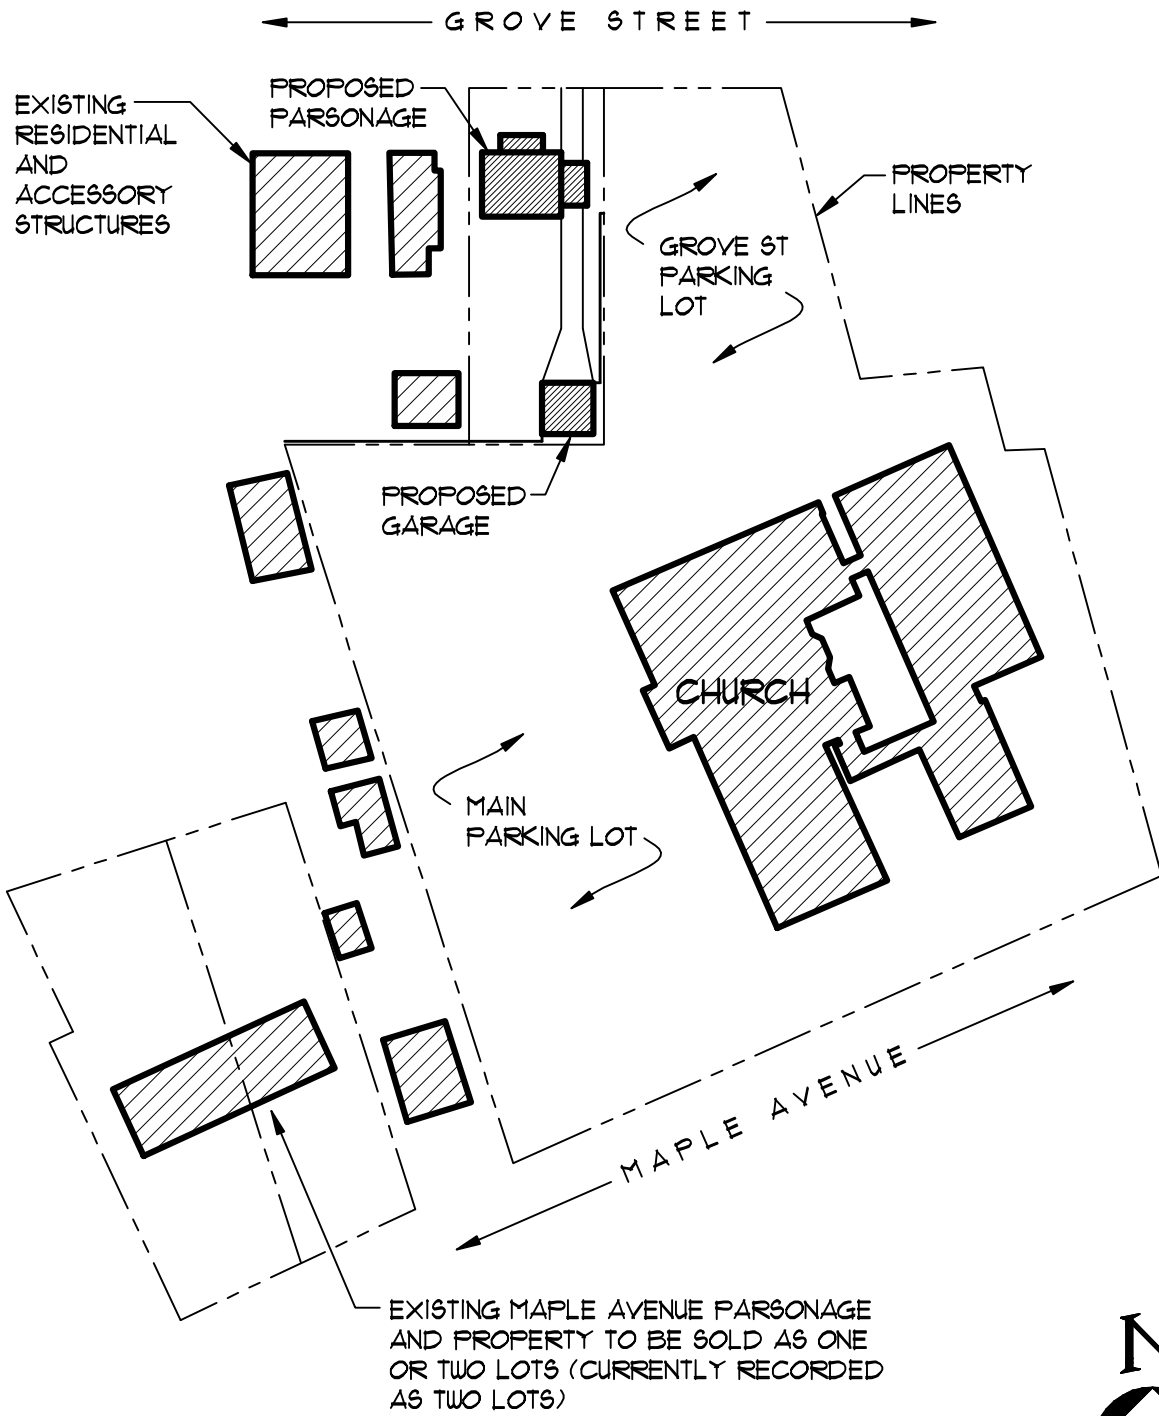 GROVE STREET
EXISTING
RESIDENTIAL
AND
ACCESSORY
STRUCTURES
PROPOSED
PARSONAGE
PROPERTY
LINES
GROVE ST
PARKING
LOT
PROPOSED
GARAGE
CHURCH
MAIN
PARKING LOT
MAPLE AVENUE
EXISTING MAPLE AVENUE PARSONAGE
AND PROPERTY TO BE SOLD AS ONE
OR TWO LOTS (CURRENTLY RECORDED
AS TWO LOTS)
N